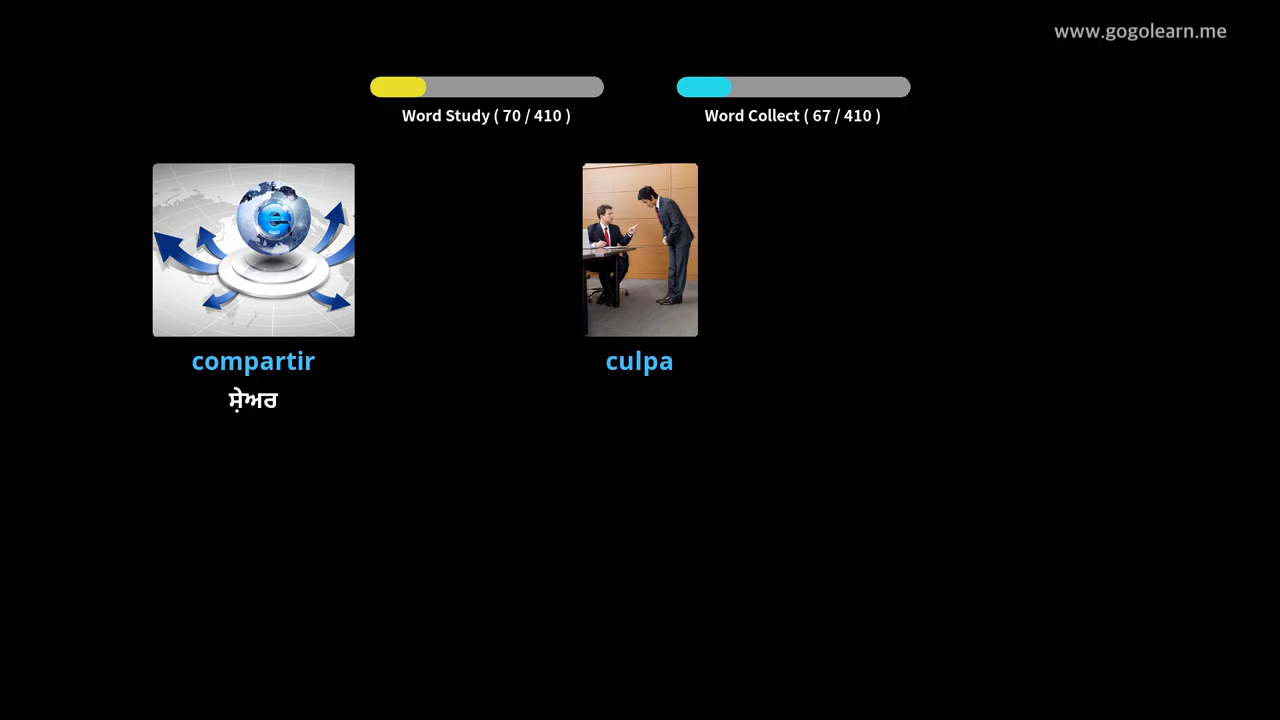 www.gogolearn.me
Word Study ( 70 / 410 )
Word Collect ( 67 / 410 )
e
compartir
culpa
ਸ਼ੇਅਰ